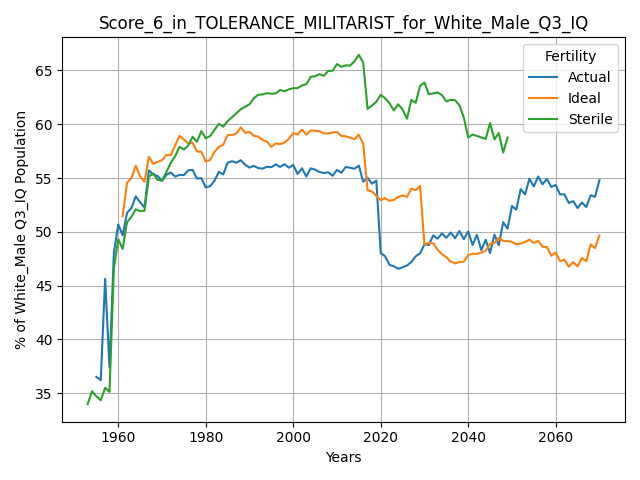 Score_6_in_TOLERANCE_MILITARIST_for_White_Male_Q3_IQ
Fertility
Actual
Ideal
Sterile
% of White_Male Q3_IQ Population
65
60
55
50
45
40
35
1960
1980
2000
2020
2040
2060
Years